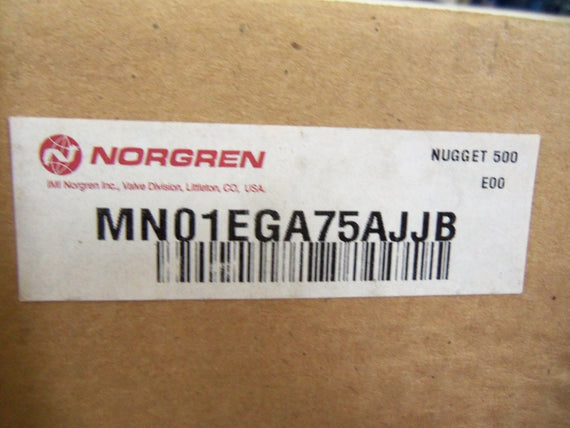 NORGREN
IMI Norgren Inc., Valve Division, Littleton, CO, USA.
NUGGET 500
E00
MN01EGA75AJJB